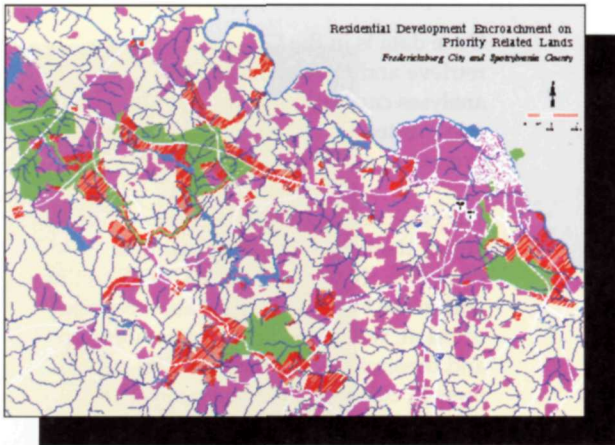 Residential Development Encroachment on
Priority Related Lands
Fredericksburg City and Spotsylvania County